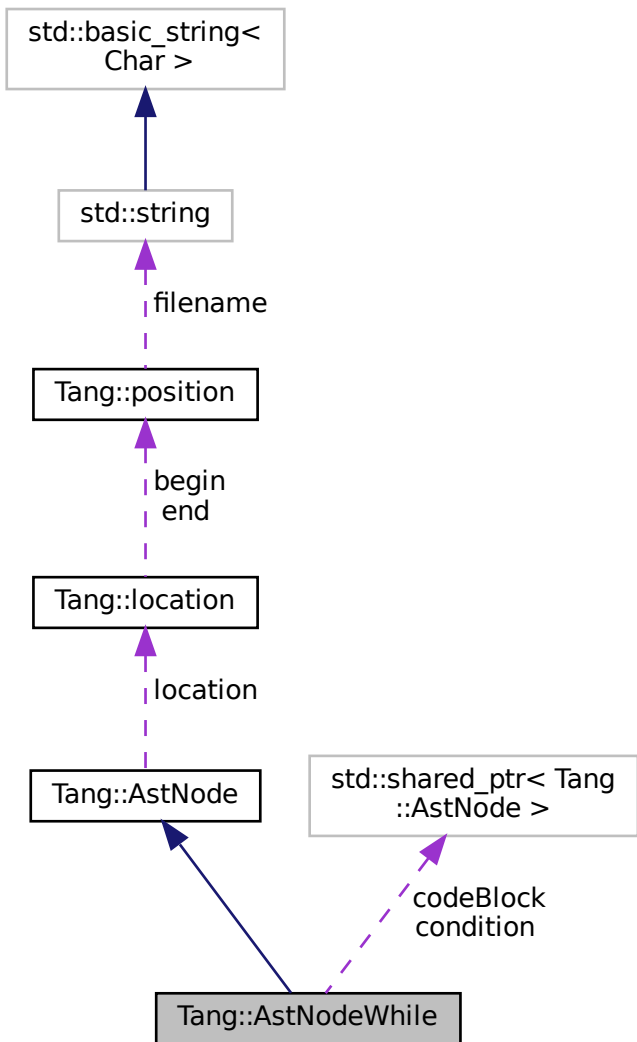 std::basic_string<
Char >
std::string
filename
Tang::position
begin
end
Tang::location
location
Tang::AstNode
std::shared_ptr< Tang
::AstNode >
codeBlock
condition
Tang::AstNodeWhile